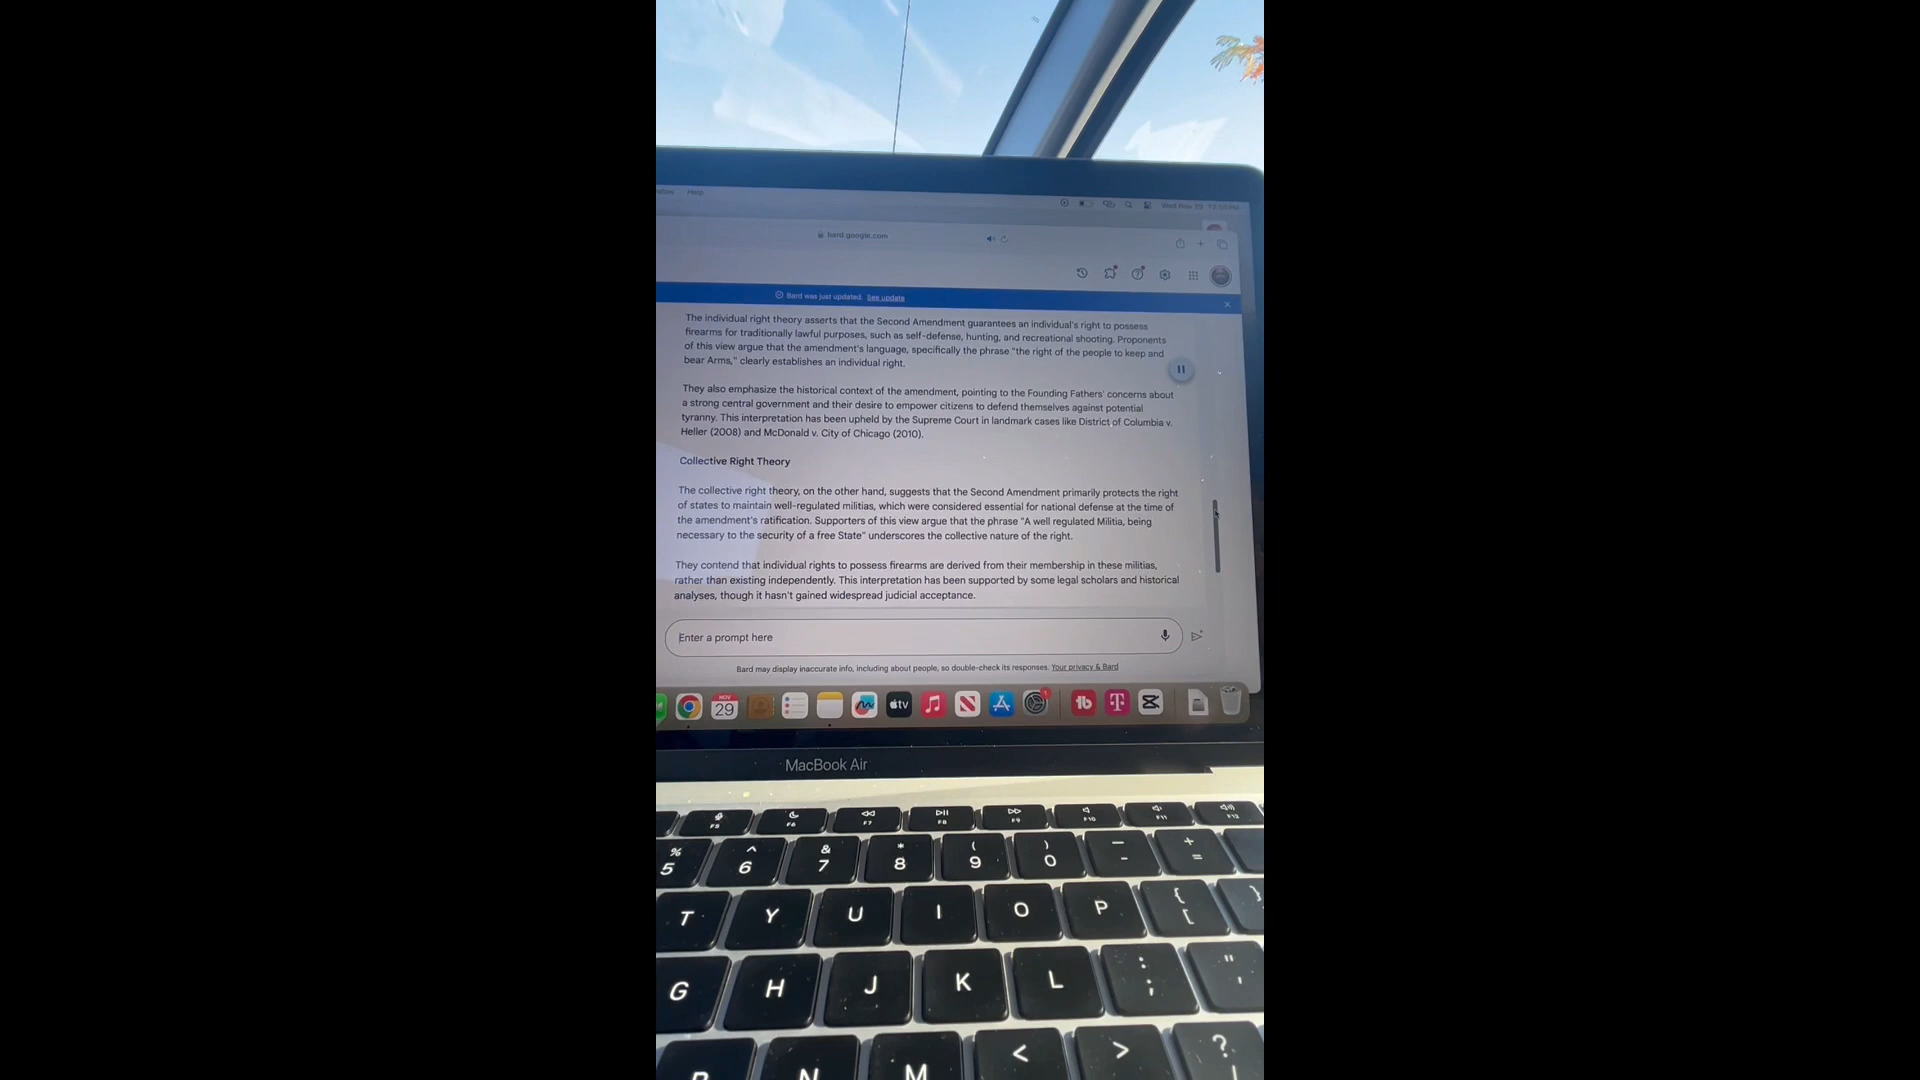 Help
bard.google.com
Bard was just updated. See update
The individual right theory asserts that the Second Amendment guarantees an individual's right to possess
firearms for traditionally lawful purposes, such as self-defense, hunting, and recreational shooting. Proponents
of this view argue that the amendment's language, specifically the phrase "the right of the people to keep and
bear Arms," clearly establishes an individual right.
They also emphasize the historical context of the amendment, pointing to the Founding Fathers' concerns about
a strong central government and their desire to empower citizens to defend themselves against potential
tyranny. This interpretation has been upheld by the Supreme Court in landmark cases like District of Columbia v.
Heller (2008) and McDonald v. City of Chicago (2010).
Collective Right Theory
The collective right theory, on the other hand, suggests that the Second Amendment primarily protects the right
of states to maintain well-regulated militias, which were considered essential for national defense at the time of
the amendment's ratification. Supporters of this view argue that the phrase "A well regulated Militia, being
necessary to the security of a free State" underscores the collective nature of the right.
They contend that individual rights to possess firearms are derived from their membership in these militias,
rather than existing independently. This interpretation has been supported by some legal scholars and historical
analyses, though it hasn't gained widespread judicial acceptance.
Enter a prompt here
Bard may display inaccurate info, including about people, so double-check its responses. Your privacy & Bard
NOV
29
tv
1
tb
T
MacBook Air
F5 F6 F7 F8 F9 F10 F11 F12
% ^ & * ( ) – +
5 6 7 8 9 0 - =
T Y U I O P { [ }
G H J K L : ; " '
N M < > ?